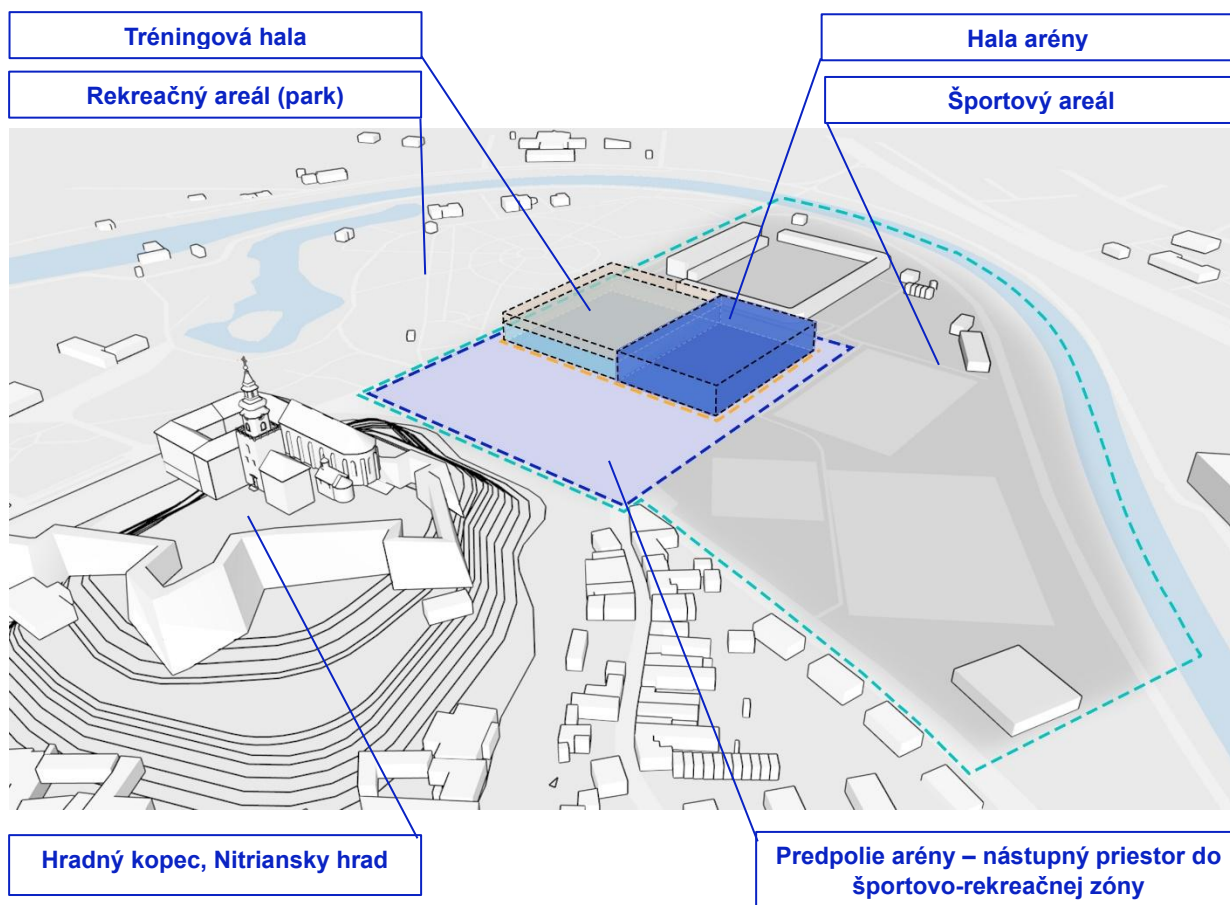 Tréningová hala
Hala arény
Rekreačný areál (park)
Športový areál
Hradný kopec, Nitriansky hrad
Predpolie arény – nástupný priestor do
športovo-rekreačnej zóny